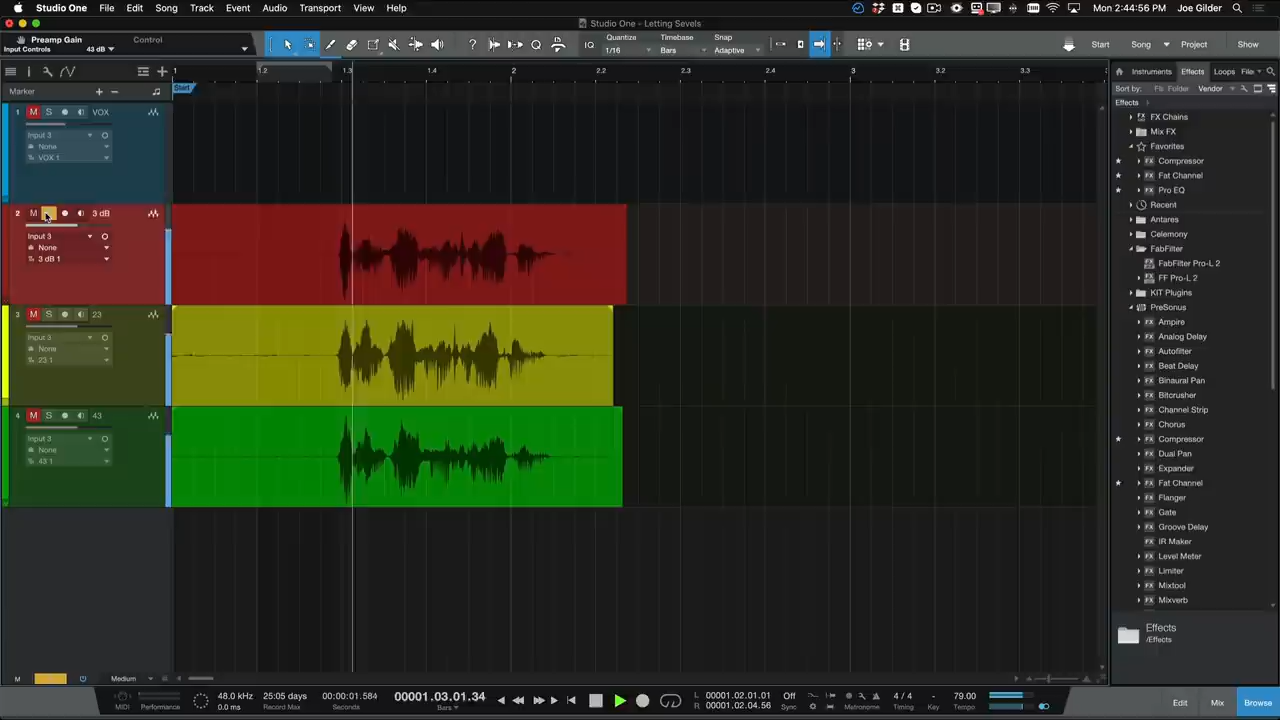 Studio One File Edit Song Track Event Audio Transport View Help Mon 2:44:56 PM Joe Gilder
Studio One - Letting Sevels
Preamp Gain Control
Input Controls 43 dB
Quantize Timebase Snap
IQ 1/16 Bars Adaptive
Start Song Project Show
1 1.2 1.3 1.4 2 2.2 2.3 2.4 3 3.2 3.3
Instruments Effects Loops File
Marker
Start
Sort by: Folder Vendor
Effects
1 M S VOX
Input 3
None
VOX 1
2 M 3 dB
Input 3
None
3 dB 1
3 M S 23
Input 3
None
23 1
4 M S 43
Input 3
None
43 1
FX Chains
Mix FX
Favorites
Compressor
Fat Channel
Pro EQ
Recent
Antares
Celemony
FabFilter
FabFilter Pro-L 2
FF Pro-L 2
KIT Plugins
PreSonus
Ampire
Analog Delay
Autofilter
Beat Delay
Binaural Pan
Bitcrusher
Channel Strip
Chorus
Compressor
Dual Pan
Expander
Fat Channel
Flanger
Gate
Groove Delay
IR Maker
Level Meter
Limiter
Mixtool
Mixverb
Effects
/Effects
M Medium
MIDI Performance
48.0 kHz
0.0 ms
25:05 days
Record Max
00:00:01:584
Seconds
00001.03.01.34
Bars
L 00001.02.01.01
R 00001.02.04.56
Off
Sync
Metronome
4 / 4
Timing
-
Key
79.00
Tempo
Edit Mix Browse